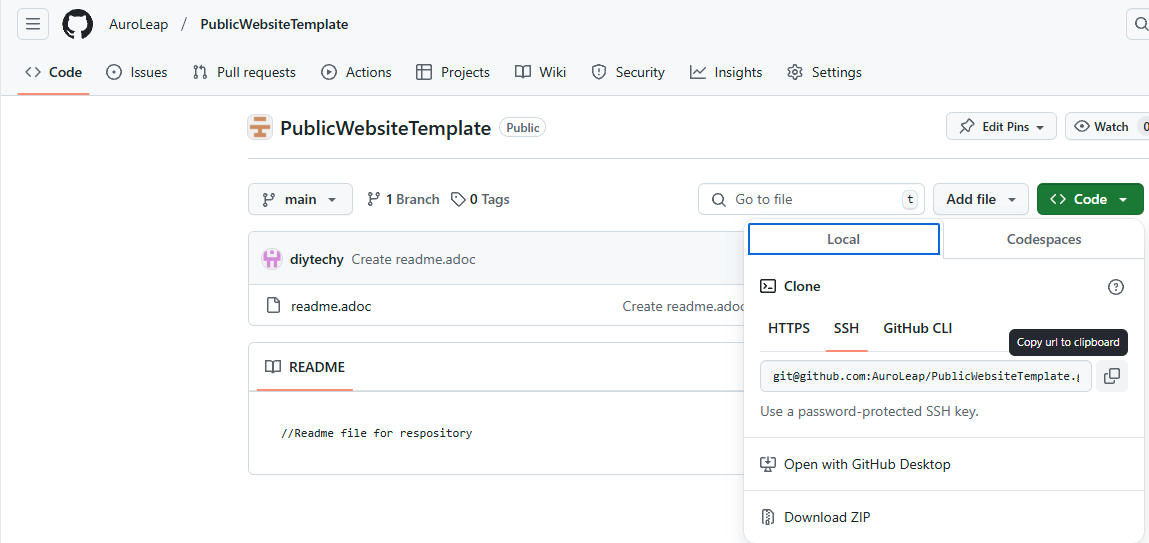 AuroLeap / PublicWebsiteTemplate
Code Issues Pull requests Actions Projects Wiki Security Insights Settings
PublicWebsiteTemplate Public Edit Pins Watch 0
main 1 Branch 0 Tags Go to file t Add file Code
Local Codespaces
diytechy Create readme.adoc
Clone
readme.adoc Create readme.adoc
HTTPS SSH GitHub CLI
Copy url to clipboard
README
git@github.com:AuroLeap/PublicWebsiteTemplate.g
Use a password-protected SSH key.
//Readme file for respository
Open with GitHub Desktop
Download ZIP